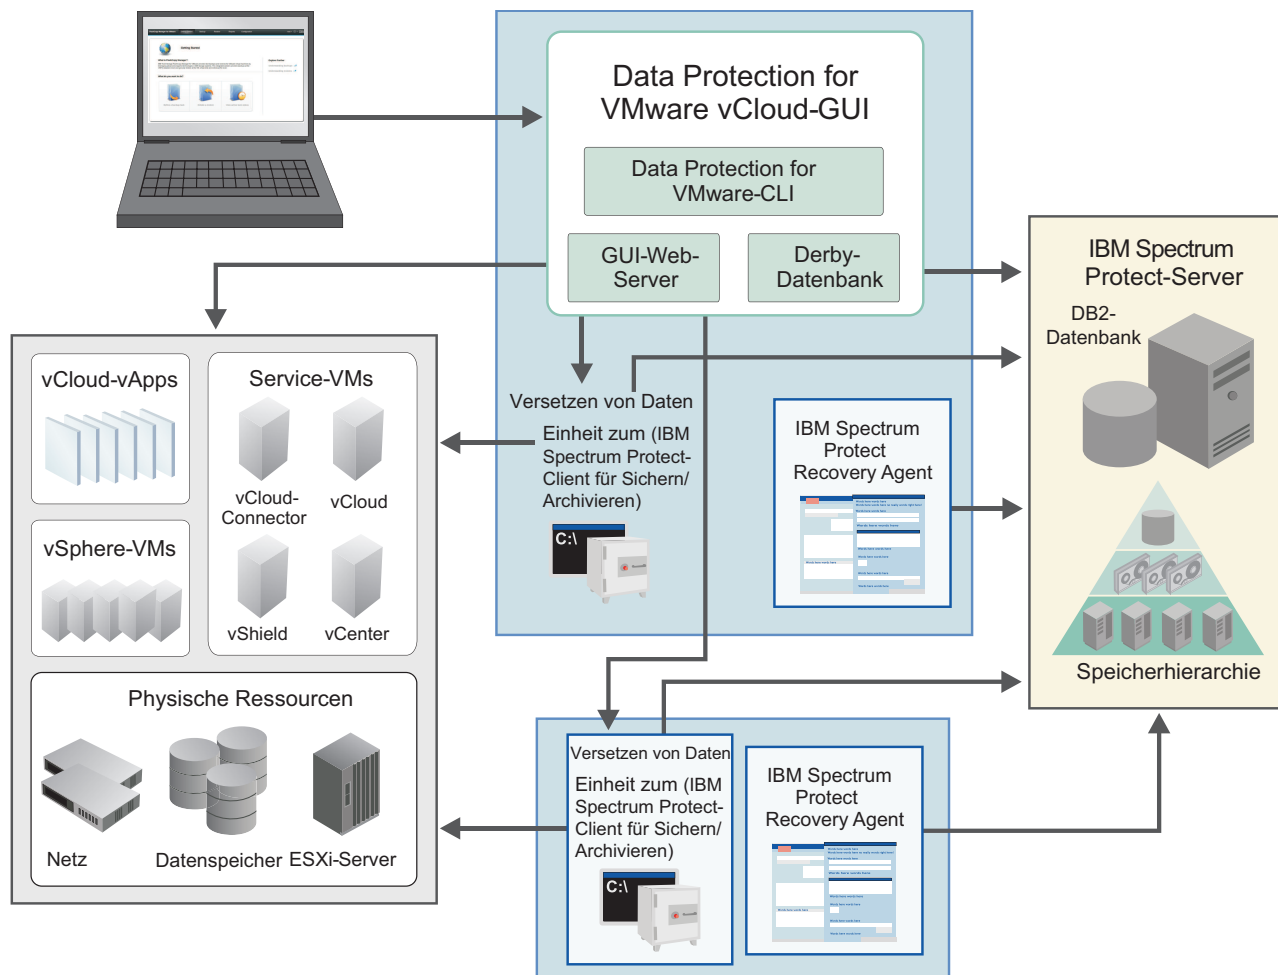 Getting Started
Data Protection for
VMware vCloud-GUI
Data Protection for
VMware-CLI
GUI-Web-
Server
Derby-
Datenbank
IBM Spectrum
Protect-Server
DB2-
Datenbank
Speicherhierarchie
vCloud-vApps
Service-VMs
vCloud-
Connector
vCloud
vSphere-VMs
vShield
vCenter
Physische Ressourcen
Netz
Datenspeicher
ESXi-Server
Versetzen von Daten
Einheit zum (IBM
Spectrum Protect-
Client für Sichern/
Archivieren)
C:\
IBM Spectrum
Protect
Recovery Agent
Versetzen von Daten
Einheit zum (IBM
Spectrum Protect-
Client für Sichern/
Archivieren)
C:\
IBM Spectrum
Protect
Recovery Agent